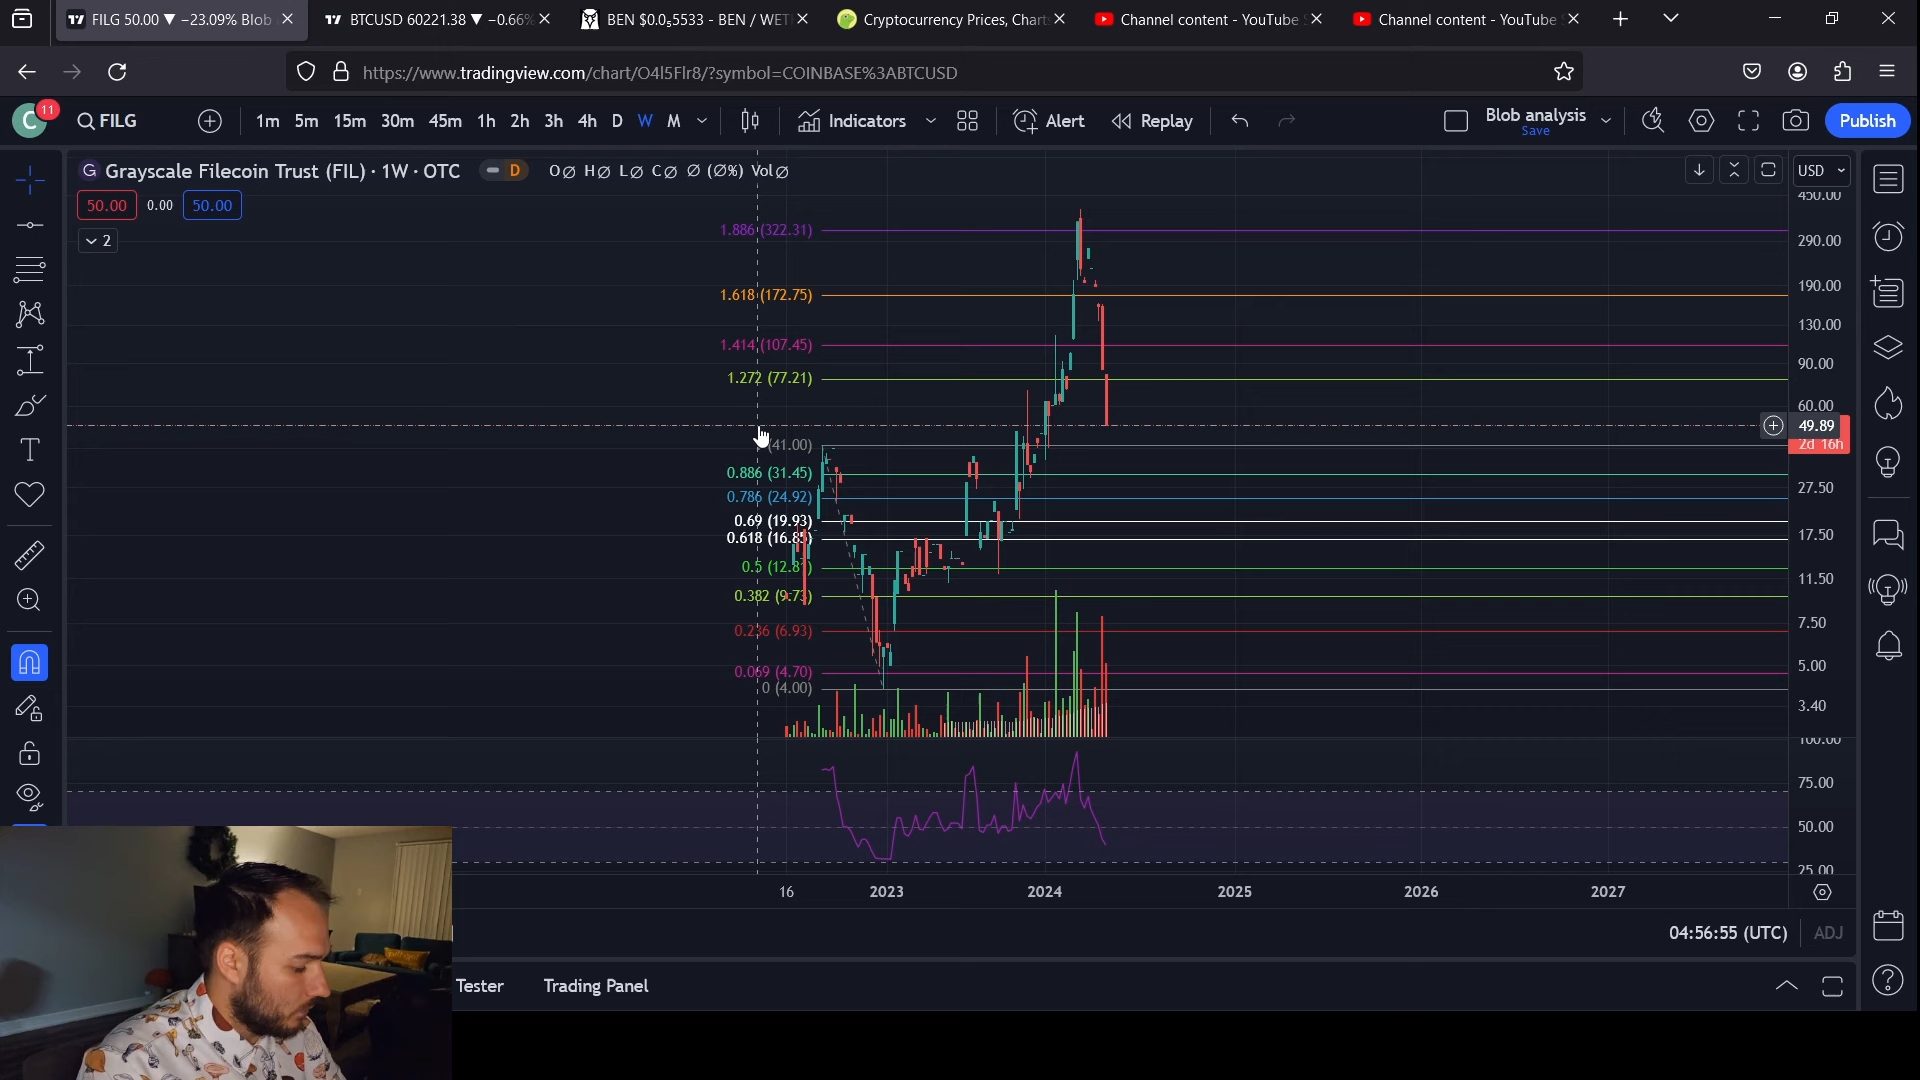 FILG 50.00 ▼ −23.09% Blob
BTCUSD 60221.38 ▼ −0.66%
BEN $0.0₅5533 - BEN / WET
Cryptocurrency Prices, Chart
Channel content - YouTube
Channel content - YouTube
https://www.tradingview.com/chart/O4l5Flr8/?symbol=COINBASE%3ABTCUSD
C 11
FILG
1m 5m 15m 30m 45m 1h 2h 3h 4h D W M
Indicators
Alert
Replay
Blob analysis
Save
Publish
G Grayscale Filecoin Trust (FIL) · 1W · OTC
D
O∅ H∅ L∅ C∅ ∅ (∅%) Vol∅
USD
50.00 0.00 50.00
2
450.00
1.886 (322.31)
290.00
190.00
1.618 (172.75)
130.00
1.414 (107.45)
90.00
1.272 (77.21)
60.00
49.89
2d 16h
(41.00)
0.886 (31.45)
27.50
0.786 (24.92)
0.69 (19.93)
17.50
0.618 (16.83)
0.5 (12.81)
11.50
0.382 (9.73)
7.50
0.236 (6.93)
5.00
0.069 (4.70)
0 (4.00)
3.40
100.00
75.00
50.00
25.00
16 2023 2024 2025 2026 2027
04:56:55 (UTC) ADJ
Tester Trading Panel